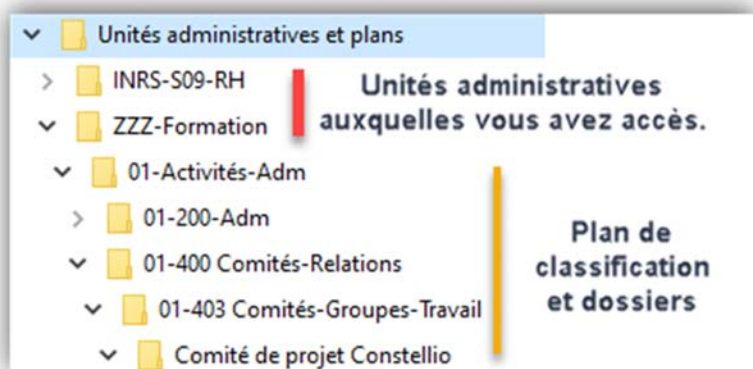 Unités administratives et plans
INRS-S09-RH
ZZZ-Formation
Unités administratives
auxquelles vous avez accès.
01-Activités-Adm
01-200-Adm
01-400 Comités-Relations
01-403 Comités-Groupes-Travail
Comité de projet Constellio
Plan de
classification
et dossiers